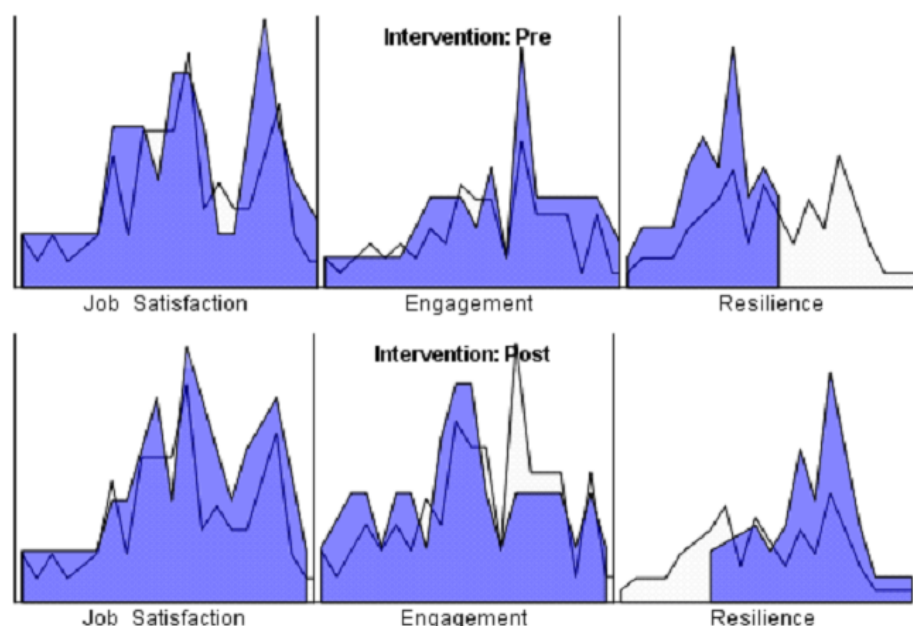 Intervention: Pre
Job Satisfaction
Engagement
Resilience
Intervention: Post
Job Satisfaction
Engagement
Resilience